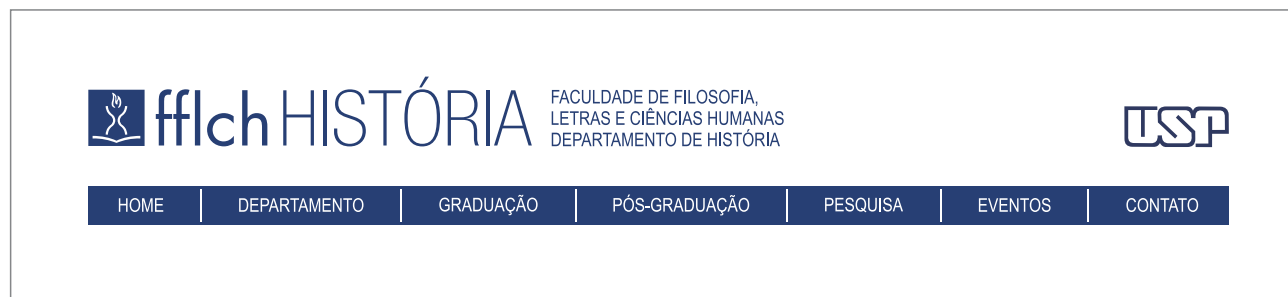 fflch HISTÓRIA
FACULDADE DE FILOSOFIA,
LETRAS E CIÊNCIAS HUMANAS
DEPARTAMENTO DE HISTÓRIA
USP
HOME DEPARTAMENTO GRADUAÇÃO PÓS-GRADUAÇÃO PESQUISA EVENTOS CONTATO